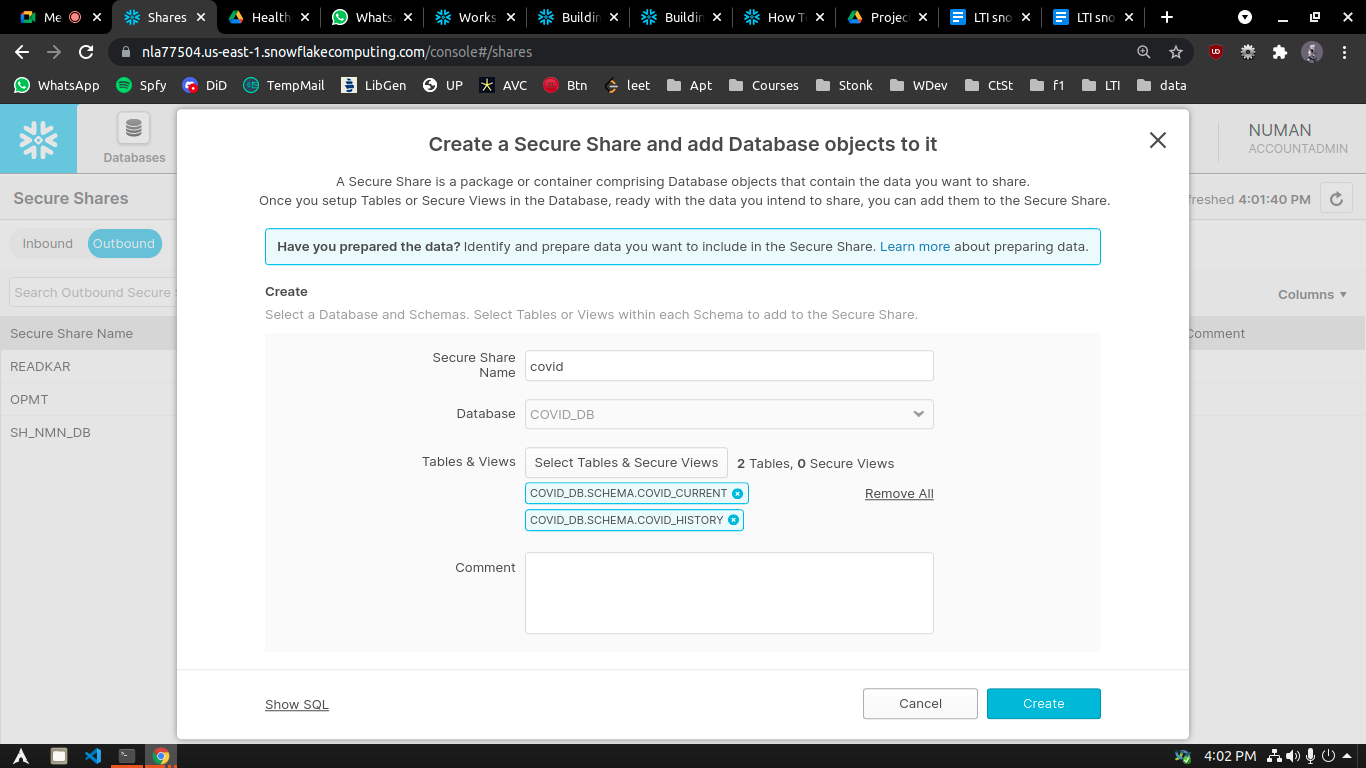 Me
Shares
Health
Whats
Works
Buildin
Buildin
How T
Project
LTI sno
LTI sno
nla77504.us-east-1.snowflakecomputing.com/console#/shares
WhatsApp
Spfy
DiD
TempMail
LibGen
UP
AVC
Btn
leet
Apt
Courses
Stonk
WDev
CtSt
f1
LTI
data
Databases
NUMAN
ACCOUNTADMIN
Create a Secure Share and add Database objects to it
A Secure Share is a package or container comprising Database objects that contain the data you want to share.
Once you setup Tables or Secure Views in the Database, ready with the data you intend to share, you can add them to the Secure Share.
Secure Shares
freshed 4:01:40 PM
Inbound
Outbound
Have you prepared the data? Identify and prepare data you want to include in the Secure Share. Learn more about preparing data.
Search Outbound Secure
Columns
Create
Select a Database and Schemas. Select Tables or Views within each Schema to add to the Secure Share.
Secure Share Name
Comment
READKAR
OPMT
SH_NMN_DB
Secure Share
Name
covid
Database
COVID_DB
Tables & Views
Select Tables & Secure Views
2 Tables, 0 Secure Views
COVID_DB.SCHEMA.COVID_CURRENT
Remove All
COVID_DB.SCHEMA.COVID_HISTORY
Comment
Show SQL
Cancel
Create
4:02 PM